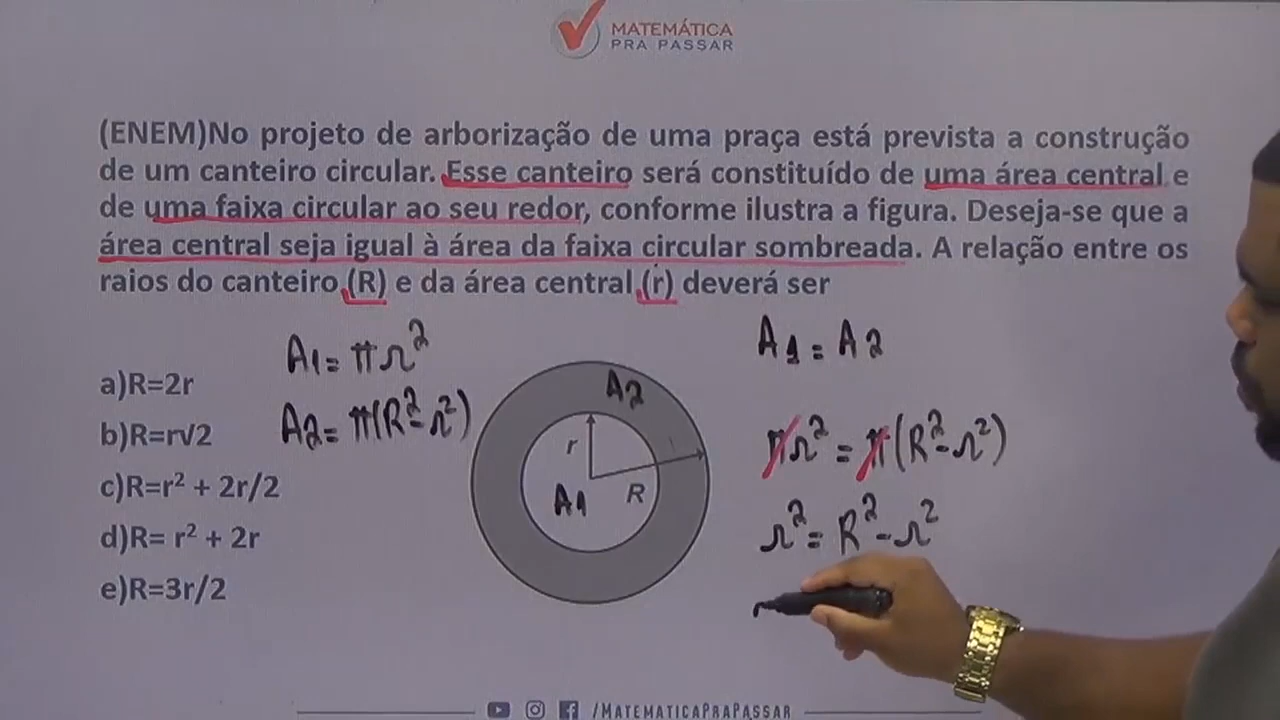 MATEMÁTICA
PRA PASSAR
(ENEM)No projeto de arborização de uma praça está prevista a construção
de um canteiro circular. Esse canteiro será constituído de uma área central e
de uma faixa circular ao seu redor, conforme ilustra a figura. Deseja-se que a
área central seja igual à área da faixa circular sombreada. A relação entre os
raios do canteiro (R) e da área central (r) deverá ser
a)R=2r
b)R=r√2
c)R=r² + 2r/2
d)R= r² + 2r
e)R=3r/2
A1= πr²
A2= π(R²-r²)
A2
r
R
A1
A1=A2
πr² = π(R²-r²)
r² = R²-r²
/MATEMATICAPRAPASSAR